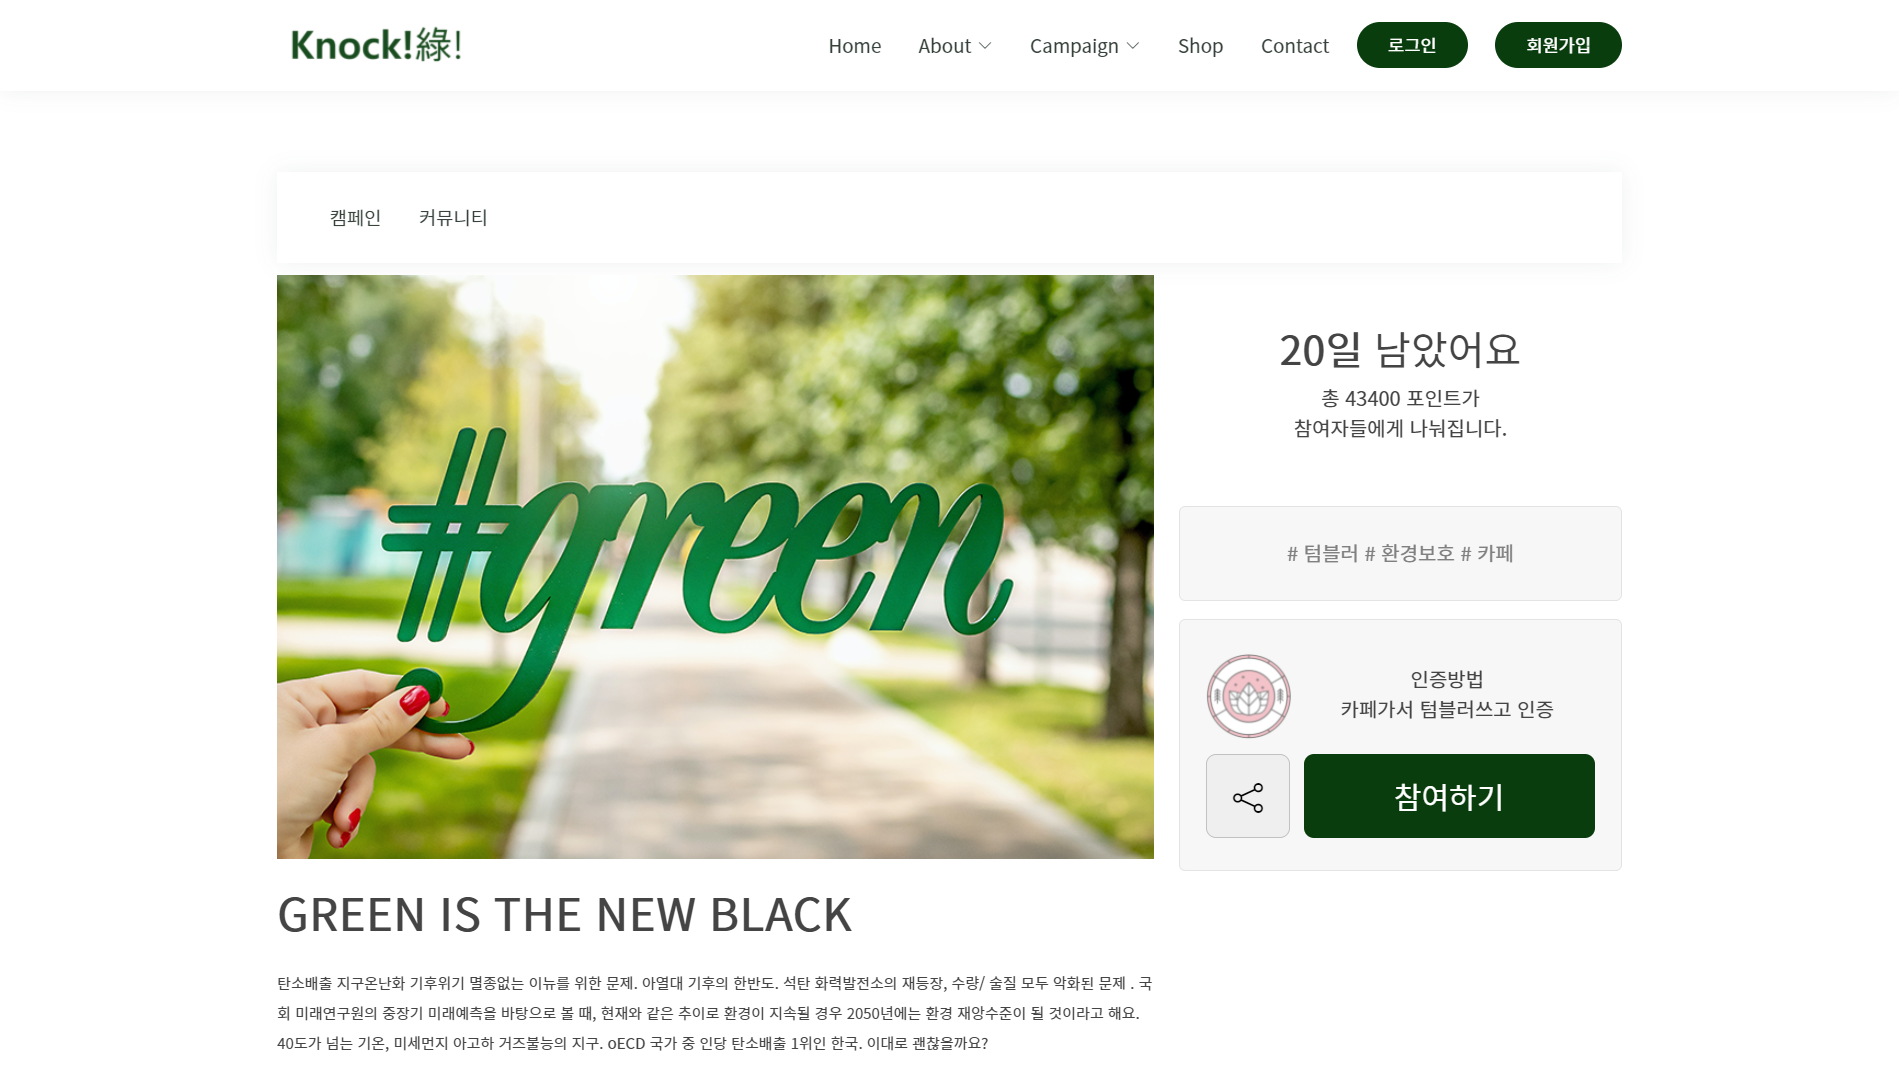 Knock!綠!
Home About Campaign Shop Contact 로그인 회원가입
캠페인 커뮤니티
#green
20일 남았어요
총 43400 포인트가
참여자들에게 나눠집니다.
# 텀블러 # 환경보호 # 카페
인증방법
카페가서 텀블러쓰고 인증
참여하기
GREEN IS THE NEW BLACK
탄소배출 지구온난화 기후위기 멸종없는 이뉴를 위한 문제. 아열대 기후의 한반도. 석탄 화력발전소의 재등장, 수량/ 술질 모두 악화된 문제 . 국
회 미래연구원의 중장기 미래예측을 바탕으로 볼 때, 현재와 같은 추이로 환경이 지속될 경우 2050년에는 환경 재앙수준이 될 것이라고 해요.
40도가 넘는 기온, 미세먼지 아고하 거즈불능의 지구. oECD 국가 중 인당 탄소배출 1위인 한국. 이대로 괜찮을까요?